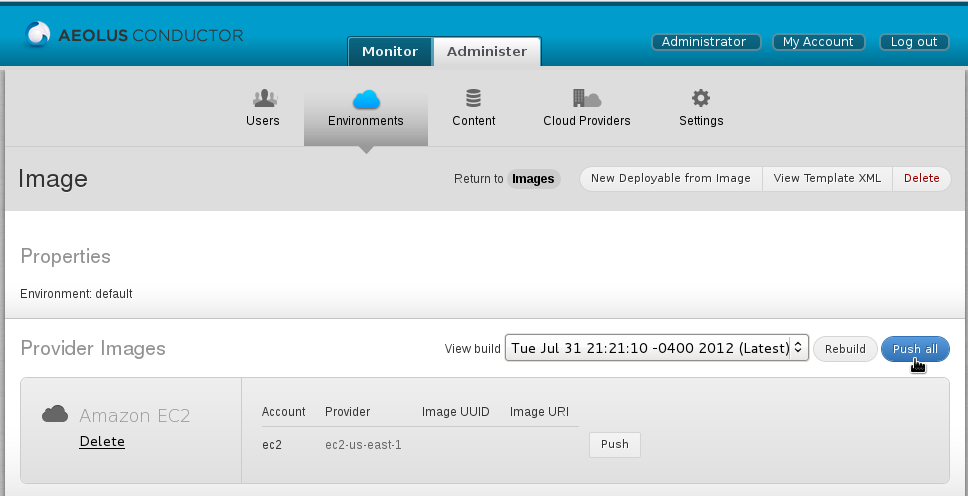 AEOLUS CONDUCTOR
Monitor Administer
Administrator My Account Log out
Users Environments Content Cloud Providers Settings
Image
Return to Images New Deployable from Image View Template XML Delete
Properties
Environment: default
Provider Images
View build Tue Jul 31 21:21:10 -0400 2012 (Latest) Rebuild Push all
Amazon EC2
Delete
Account Provider Image UUID Image URI
ec2 ec2-us-east-1 Push